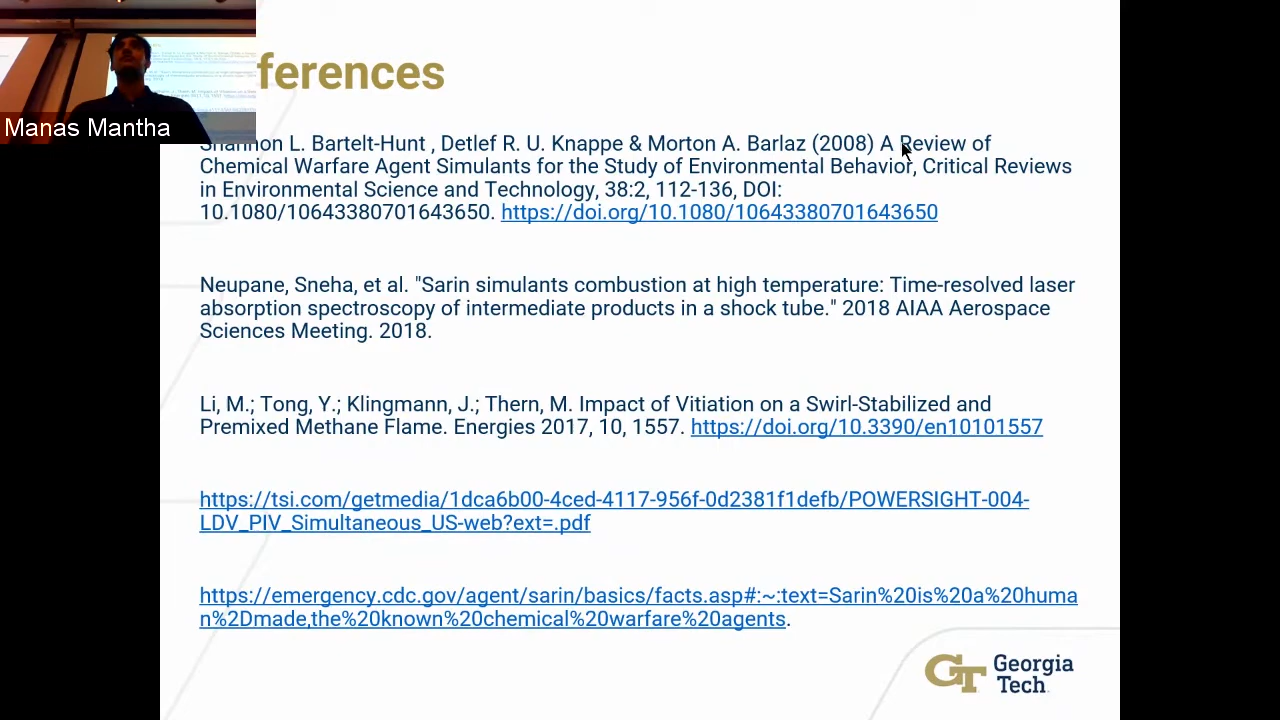 ferences
Manas Mantha
Shannon L. Bartelt-Hunt , Detlef R. U. Knappe & Morton A. Barlaz (2008) A Review of
Chemical Warfare Agent Simulants for the Study of Environmental Behavior, Critical Reviews
in Environmental Science and Technology, 38:2, 112-136, DOI:
10.1080/10643380701643650. https://doi.org/10.1080/10643380701643650
Neupane, Sneha, et al. "Sarin simulants combustion at high temperature: Time-resolved laser
absorption spectroscopy of intermediate products in a shock tube." 2018 AIAA Aerospace
Sciences Meeting. 2018.
Li, M.; Tong, Y.; Klingmann, J.; Thern, M. Impact of Vitiation on a Swirl-Stabilized and
Premixed Methane Flame. Energies 2017, 10, 1557. https://doi.org/10.3390/en10101557
https://tsi.com/getmedia/1dca6b00-4ced-4117-956f-0d2381f1defb/POWERSIGHT-004-
LDV_PIV_Simultaneous_US-web?ext=.pdf
https://emergency.cdc.gov/agent/sarin/basics/facts.asp#:~:text=Sarin%20is%20a%20huma
n%2Dmade,the%20known%20chemical%20warfare%20agents.
GT Georgia
Tech